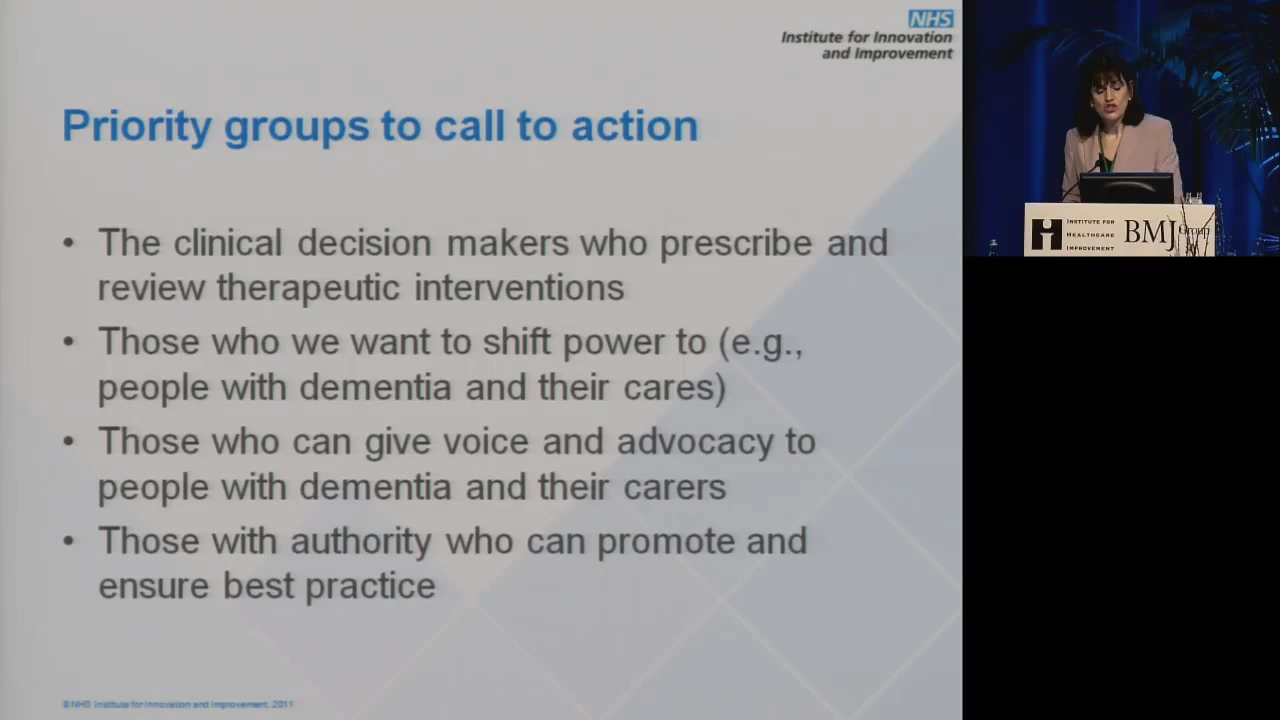 NHS
Institute for Innovation
and Improvement
Priority groups to call to action
• The clinical decision makers who prescribe and
review therapeutic interventions
• Those who we want to shift power to (e.g.,
people with dementia and their cares)
• Those who can give voice and advocacy to
people with dementia and their carers
• Those with authority who can promote and
ensure best practice
©NHS Institute for Innovation and Improvement, 2011
INSTITUTE FOR
HEALTHCARE
IMPROVEMENT
BMJ Group